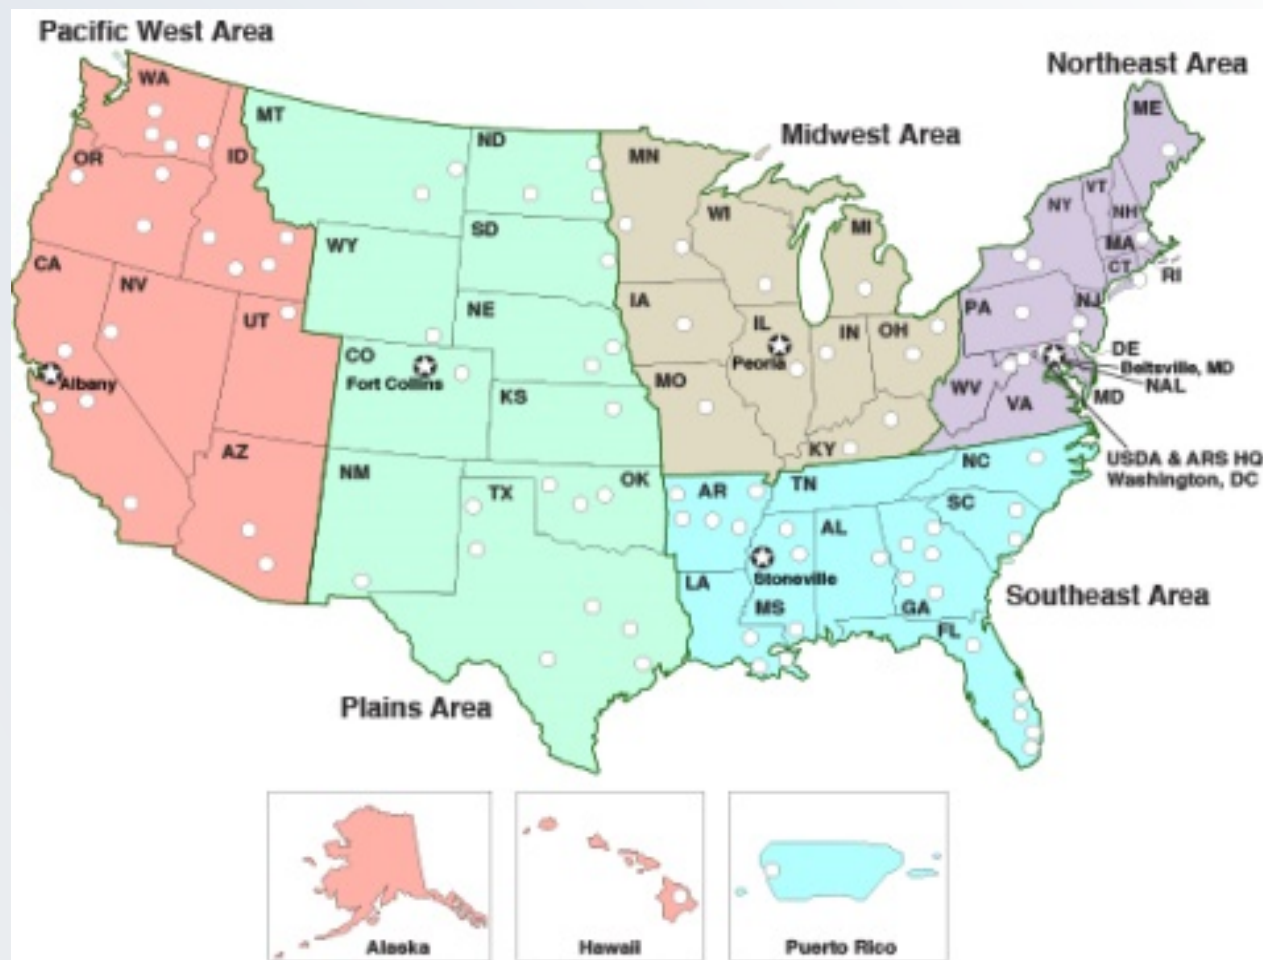 Pacific West Area
Northeast Area
Midwest Area
WA
ME
MT
ND
OR
ID
MN
VT
NY
NH
WI
MI
SD
WY
MA
CA
CT
RI
NV
IA
NE
PA
NJ
UT
IL
IN
OH
CO
Peoria
DE
Beltsville, MD
Albany
Fort Collins
MO
WV
NAL
KS
VA
MD
AZ
KY
USDA & ARS HQ
Washington, DC
NM
NC
OK
TX
AR
TN
SC
AL
Stoneville
LA
MS
GA
Southeast Area
FL
Plains Area
Alaska
Hawaii
Puerto Rico